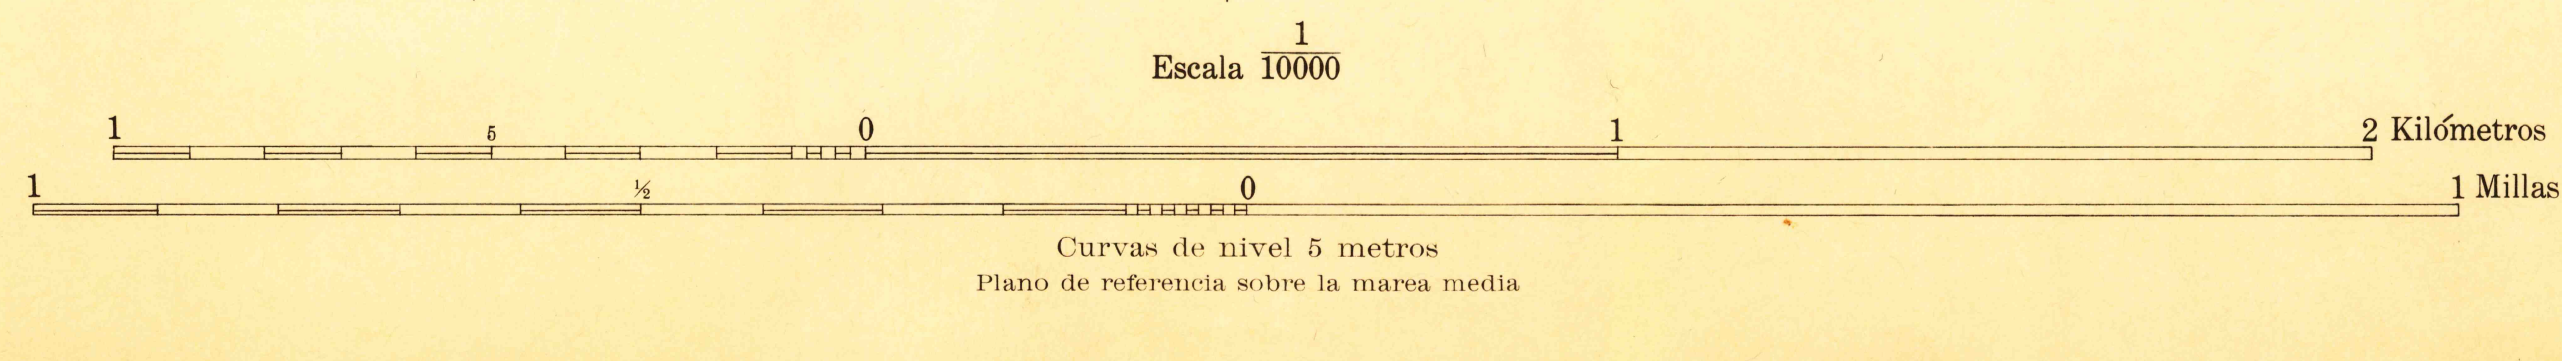 Escala 1/10000
1 5 0 1 2 Kilómetros
1 ½ 0 1 Millas
Curvas de nivel 5 metros
Plano de referencia sobre la marea media